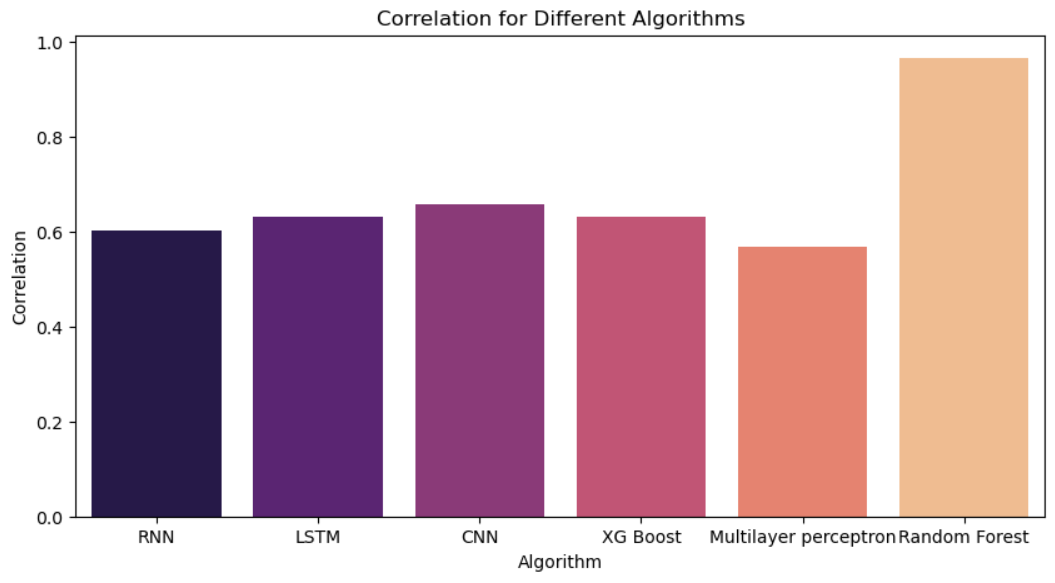 Correlation for Different Algorithms
1.0
0.8
0.6
0.4
0.2
0.0
Correlation
RNN LSTM CNN XG Boost Multilayer perceptron Random Forest
Algorithm